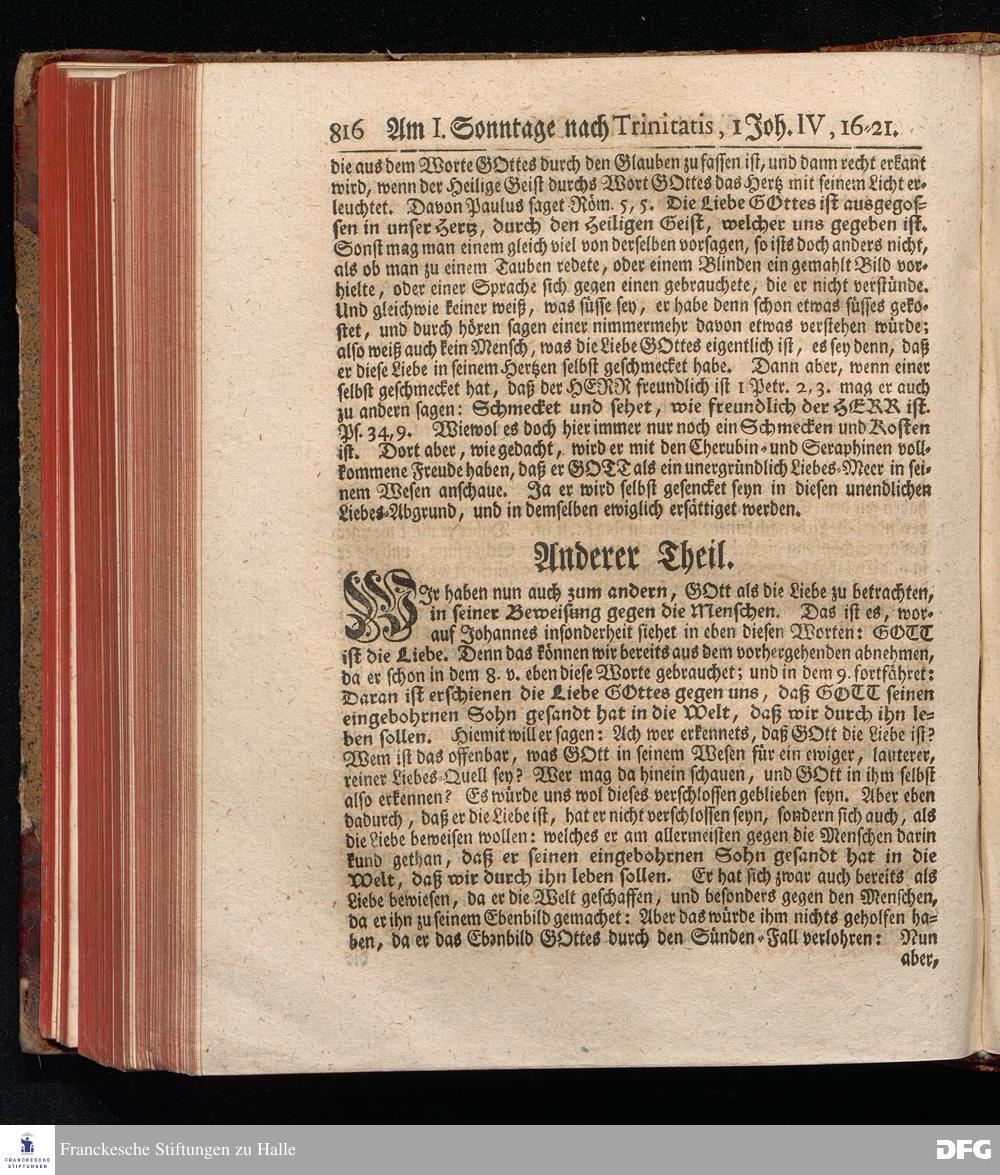 816 Am I. Sonntage nach Trinitatis, 1 Joh. IV, 16-21.
die aus dem Worte GOttes durch den Glauben zu fassen ist, und dann recht erkant
wird, wenn der Heilige Geist durchs Wort GOttes das Hertz mit seinem Licht er-
leuchtet. Davon Paulus saget Röm. 5, 5. Die Liebe GOttes ist ausgegos-
sen in unser Hertz, durch den Heiligen Geist, welcher uns gegeben ist.
Sonst mag man einem gleich viel von derselben vorsagen, so ists doch anders nicht,
als ob man zu einem Tauben redete, oder einem Blinden ein gemahlt Bild vor-
hielte, oder einer Sprache sich gegen einen gebrauchete, die er nicht verstünde.
Und gleichwie keiner weiß, was süsse sey, er habe denn schon etwas süsses geko-
stet, und durch hören sagen einer nimmermehr davon etwas verstehen würde;
also weiß auch kein Mensch, was die Liebe GOttes eigentlich ist, es sey denn, daß
er diese Liebe in seinem Hertzen selbst geschmecket habe. Dann aber, wenn einer
selbst geschmecket hat, daß der HERR freundlich ist 1 Petr. 2, 3. mag er auch
zu andern sagen: Schmecket und sehet, wie freundlich der HERR ist.
Ps. 34, 9. Wiewol es doch hier immer nur noch ein Schmecken und Kosten
ist. Dort aber, wie gedacht, wird er mit den Cherubin- und Seraphinen voll-
kommene Freude haben, daß er GOTT als ein unergründlich Liebes-Meer in sei-
nem Wesen anschaue. Ja er wird selbst gesencket seyn in diesen unendlichen
Liebes-Abgrund, und in demselben ewiglich ersättiget werden.
Anderer Theil.
WIr haben nun auch zum andern, GOtt als die Liebe zu betrachten,
in seiner Beweisung gegen die Menschen. Das ist es, wor-
auf Johannes insonderheit siehet in eben diesen Worten: GOTT
ist die Liebe. Denn das können wir bereits aus dem vorhergehenden abnehmen,
da er schon in dem 8. v. eben diese Worte gebrauchet; und in dem 9. fortfähret:
Daran ist erschienen die Liebe GOttes gegen uns, daß GOTT seinen
eingebohrnen Sohn gesandt hat in die Welt, daß wir durch ihn le-
ben sollen. Hiemit will er sagen: Ach wer erkennets, daß GOtt die Liebe ist?
Wem ist das offenbar, was GOtt in seinem Wesen für ein ewiger, lauterer,
reiner Liebes-Quell sey? Wer mag da hinein schauen, und GOtt in ihm selbst
also erkennen? Es würde uns wol dieses verschlossen geblieben seyn. Aber eben
dadurch, daß er die Liebe ist, hat er nicht verschlossen seyn, sondern sich auch, als
die Liebe beweisen wollen: welches er am allermeisten gegen die Menschen darin
kund gethan, daß er seinen eingebohrnen Sohn gesandt hat in die
Welt, daß wir durch ihn leben sollen. Er hat sich zwar auch bereits als
Liebe bewiesen, da er die Welt geschaffen, und besonders gegen den Menschen,
da er ihn zu seinem Ebenbild gemachet: Aber das würde ihm nichts geholfen ha-
ben, da er das Ebenbild GOttes durch den Sünden-Fall verlohren: Nun
aber,
FRANCKESCHE
STIFTUNGEN
Franckesche Stiftungen zu Halle
DFG